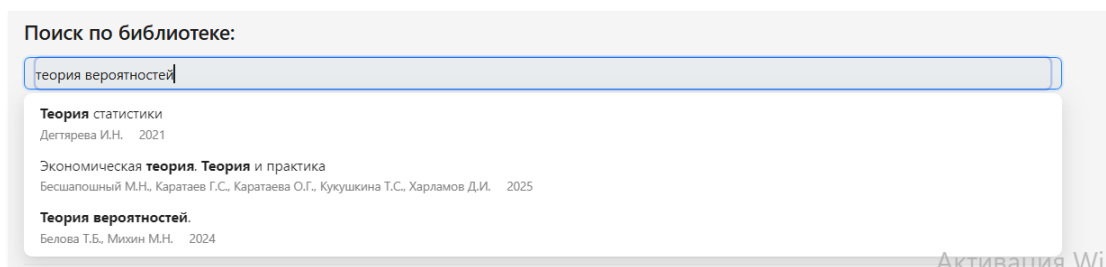 Поиск по библиотеке:
теория вероятностей
Теория статистики
Дегтярева И.Н. 2021
Экономическая теория. Теория и практика
Бесшапошный М.Н., Каратаев Г.С., Каратаева О.Г., Кукушкина Т.С., Харламов Д.И. 2025
Теория вероятностей.
Белова Т.Б., Михин М.Н. 2024
Активация Wi